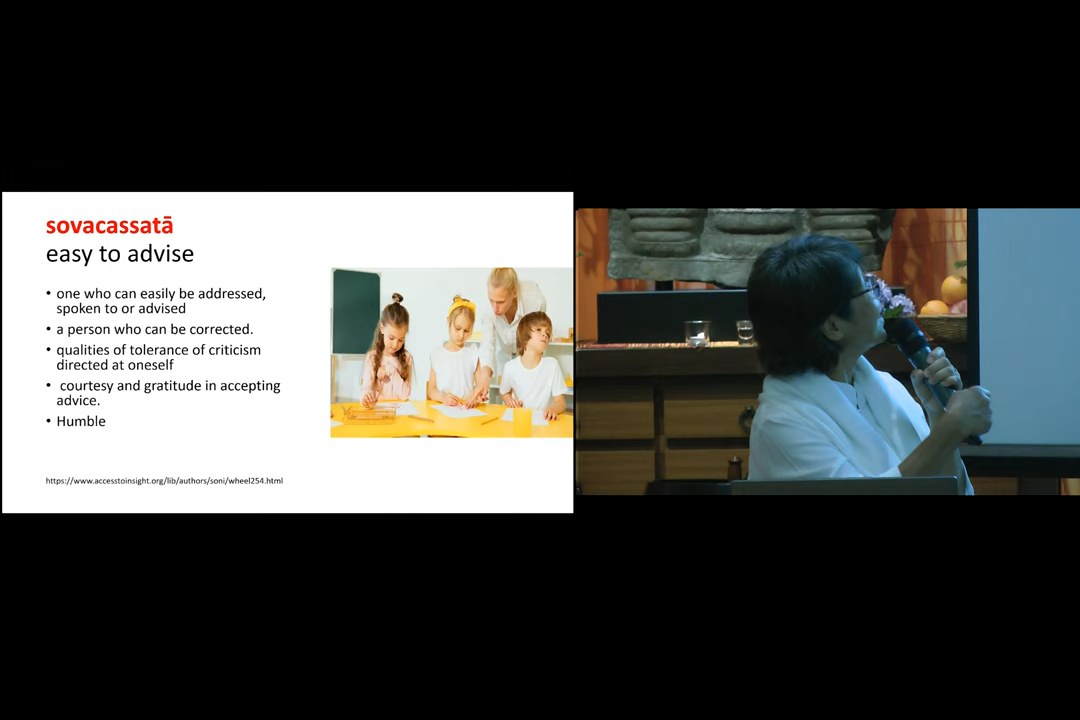 sovacassatā
easy to advise
• one who can easily be addressed,
spoken to or advised
• a person who can be corrected.
• qualities of tolerance of criticism
directed at oneself
• courtesy and gratitude in accepting
advice.
• Humble
https://www.accesstoinsight.org/lib/authors/soni/wheel254.html